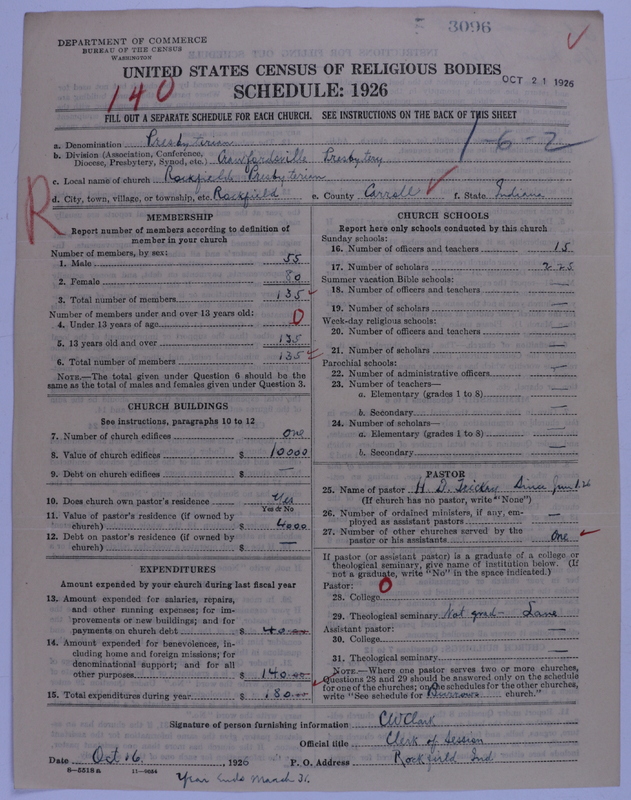 3096
DEPARTMENT OF COMMERCE
BUREAU OF THE CENSUS
WASHINGTON
UNITED STATES CENSUS OF RELIGIOUS BODIES
OCT 21 1926
SCHEDULE: 1926
140
FILL OUT A SEPARATE SCHEDULE FOR EACH CHURCH. SEE INSTRUCTIONS ON THE BACK OF THIS SHEET
1-6-2
a. Denomination Presbyterian
b. Division (Association, Conference, Diocese, Presbytery, Synod, etc.) Crawfordsville Presbytery
c. Local name of church Rockfield Presbyterian
d. City, town, village, or township, etc. Rockfield e. County Carroll f. State Indiana
R
MEMBERSHIP
Report number of members according to definition of
member in your church
Number of members, by sex:
1. Male 55
2. Female 80
3. Total number of members 135
Number of members under and over 13 years old:
4. Under 13 years of age 0
5. 13 years old and over 135
6. Total number of members 135
NOTE.—The total given under Question 6 should be
same as the total of males and females given under Question 3.
CHURCH BUILDINGS
See instructions, paragraphs 10 to 12
7. Number of church edifices One
8. Value of church edifices $ 10000
9. Debt on church edifices $ —
10. Does church own pastor's residence Yes
Yes or No
11. Value of pastor's residence (if owned by
church) $ 4000
12. Debt on pastor's residence (if owned by
church) $ —
EXPENDITURES
Amount expended by your church during last fiscal year
13. Amount expended for salaries, repairs,
and other running expenses; for im-
provements or new buildings; and for
payments on church debt $ 40.00
14. Amount expended for benevolences, in-
cluding home and foreign missions; for
denominational support; and for all
other purposes $ 140.00
15. Total expenditures during year $ 180.00
CHURCH SCHOOLS
Report here only schools conducted by this church
Sunday schools:
16. Number of officers and teachers 15
17. Number of scholars 225
Summer vacation Bible schools:
18. Number of officers and teachers —
19. Number of scholars —
Week-day religious schools:
20. Number of officers and teachers —
21. Number of scholars —
Parochial schools:
22. Number of administrative officers —
23. Number of teachers—
a. Elementary (grades 1 to 8) —
b. Secondary —
24. Number of scholars—
a. Elementary (grades 1 to 8) —
b. Secondary —
PASTOR
25. Name of pastor H. D. Since
(If church has no pastor, write "None")
26. Number of ordained ministers, if any, em-
ployed as assistant pastors —
27. Number of other churches served by the
pastor or his assistants One
If pastor (or assistant pastor) is a graduate of a college or
theological seminary, give name of institution below. (If
not a graduate, write "No" in the space indicated.)
Pastor: 0
28. College
29. Theological seminary Not grad- Lane
Assistant pastor:
30. College
31. Theological seminary —
NOTE.—Where one pastor serves two or more churches,
Questions 28 and 29 should be answered only on the schedule
for one of the churches; on the schedules for the other churches,
write "See schedule for Burrows church."
Signature of person furnishing information CW Clark
Official title Clerk of Session
Date Oct 16, 1926 P. O. Address Rockfield Ind
8—5518 a 11—9034
Year Ends March 31.